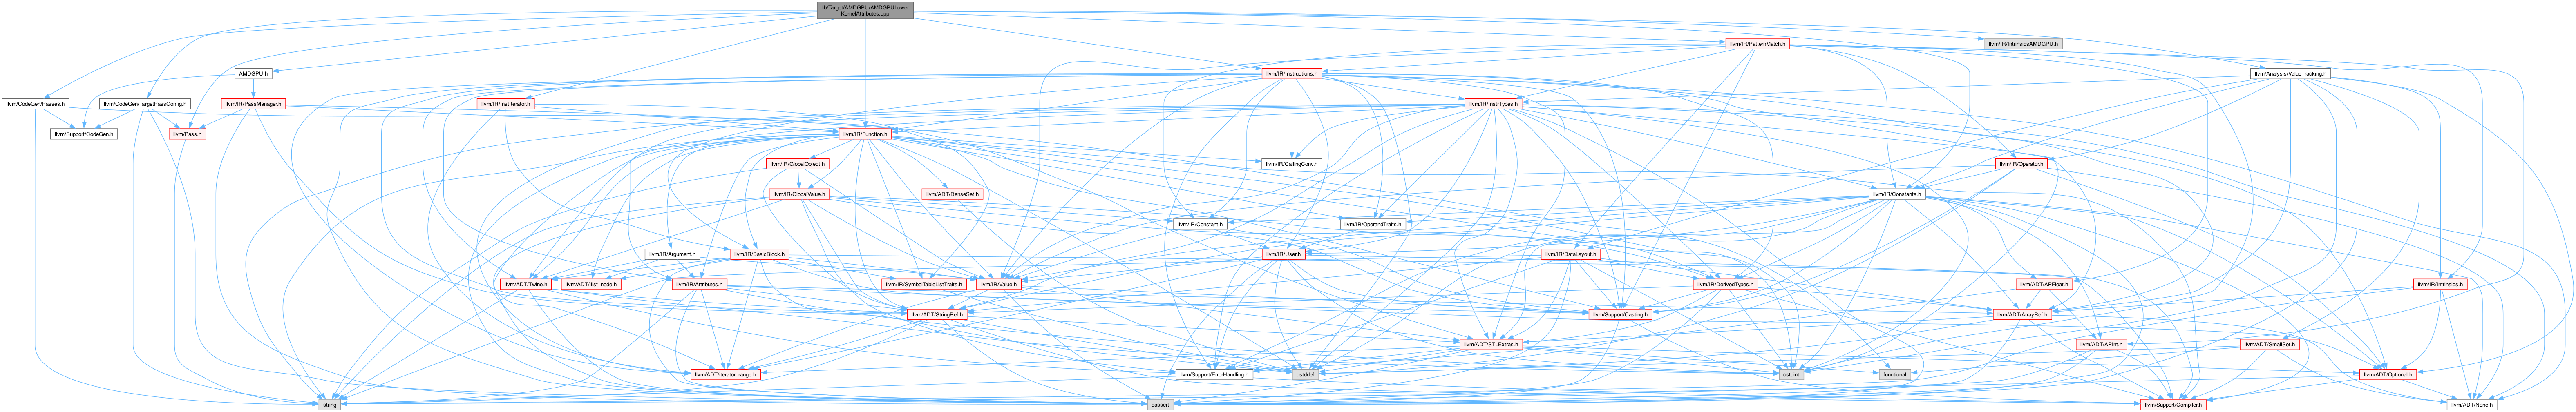 lib/Target/AMDGPU/AMDGPULower
KernelAttributes.cpp
llvm/IR/PatternMatch.h
llvm/IR/IntrinsicsAMDGPU.h
AMDGPU.h
llvm/IR/Instructions.h
llvm/Analysis/ValueTracking.h
llvm/CodeGen/Passes.h
llvm/CodeGen/TargetPassConfig.h
llvm/IR/PassManager.h
llvm/IR/InstIterator.h
llvm/IR/InstrTypes.h
llvm/Support/CodeGen.h
llvm/Pass.h
llvm/IR/Function.h
llvm/IR/GlobalObject.h
llvm/IR/CallingConv.h
llvm/IR/Operator.h
llvm/IR/GlobalValue.h
llvm/ADT/DenseSet.h
llvm/IR/Constants.h
llvm/IR/Constant.h
llvm/IR/OperandTraits.h
llvm/IR/Argument.h
llvm/IR/BasicBlock.h
llvm/IR/User.h
llvm/IR/DataLayout.h
llvm/ADT/Twine.h
llvm/ADT/ilist_node.h
llvm/IR/Attributes.h
llvm/IR/SymbolTableListTraits.h
llvm/IR/Value.h
llvm/IR/DerivedTypes.h
llvm/ADT/APFloat.h
llvm/IR/Intrinsics.h
llvm/ADT/StringRef.h
llvm/Support/Casting.h
llvm/ADT/ArrayRef.h
llvm/ADT/STLExtras.h
llvm/ADT/APInt.h
llvm/ADT/SmallSet.h
llvm/ADT/iterator_range.h
llvm/Support/ErrorHandling.h
cstddef
cstdint
functional
llvm/ADT/Optional.h
string
cassert
llvm/Support/Compiler.h
llvm/ADT/None.h